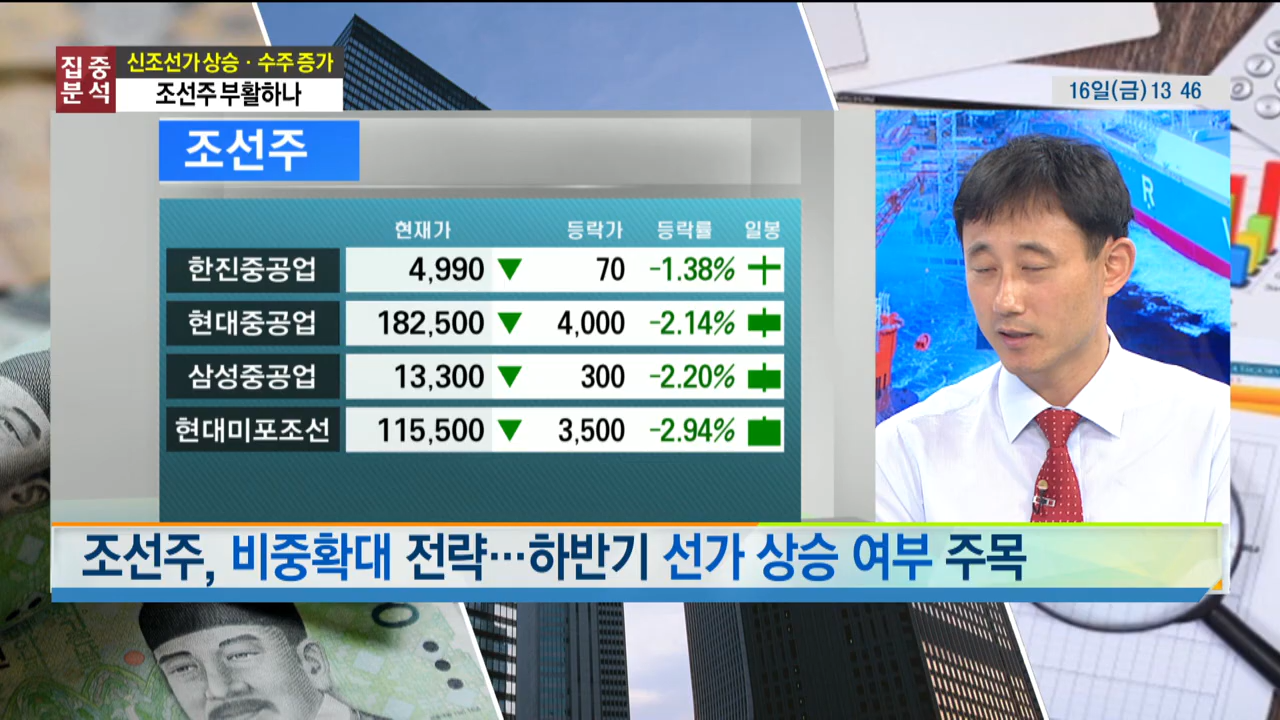 집중
분석
신조선가 상승 · 수주 증가
조선주 부활하나
16일(금) 13 46
조선주
현재가 등락가 등락률 일봉
한진중공업 4,990 ▼ 70 -1.38%
현대중공업 182,500 ▼ 4,000 -2.14%
삼성중공업 13,300 ▼ 300 -2.20%
현대미포조선 115,500 ▼ 3,500 -2.94%
R
조선주, 비중확대 전략…하반기 선가 상승 여부 주목